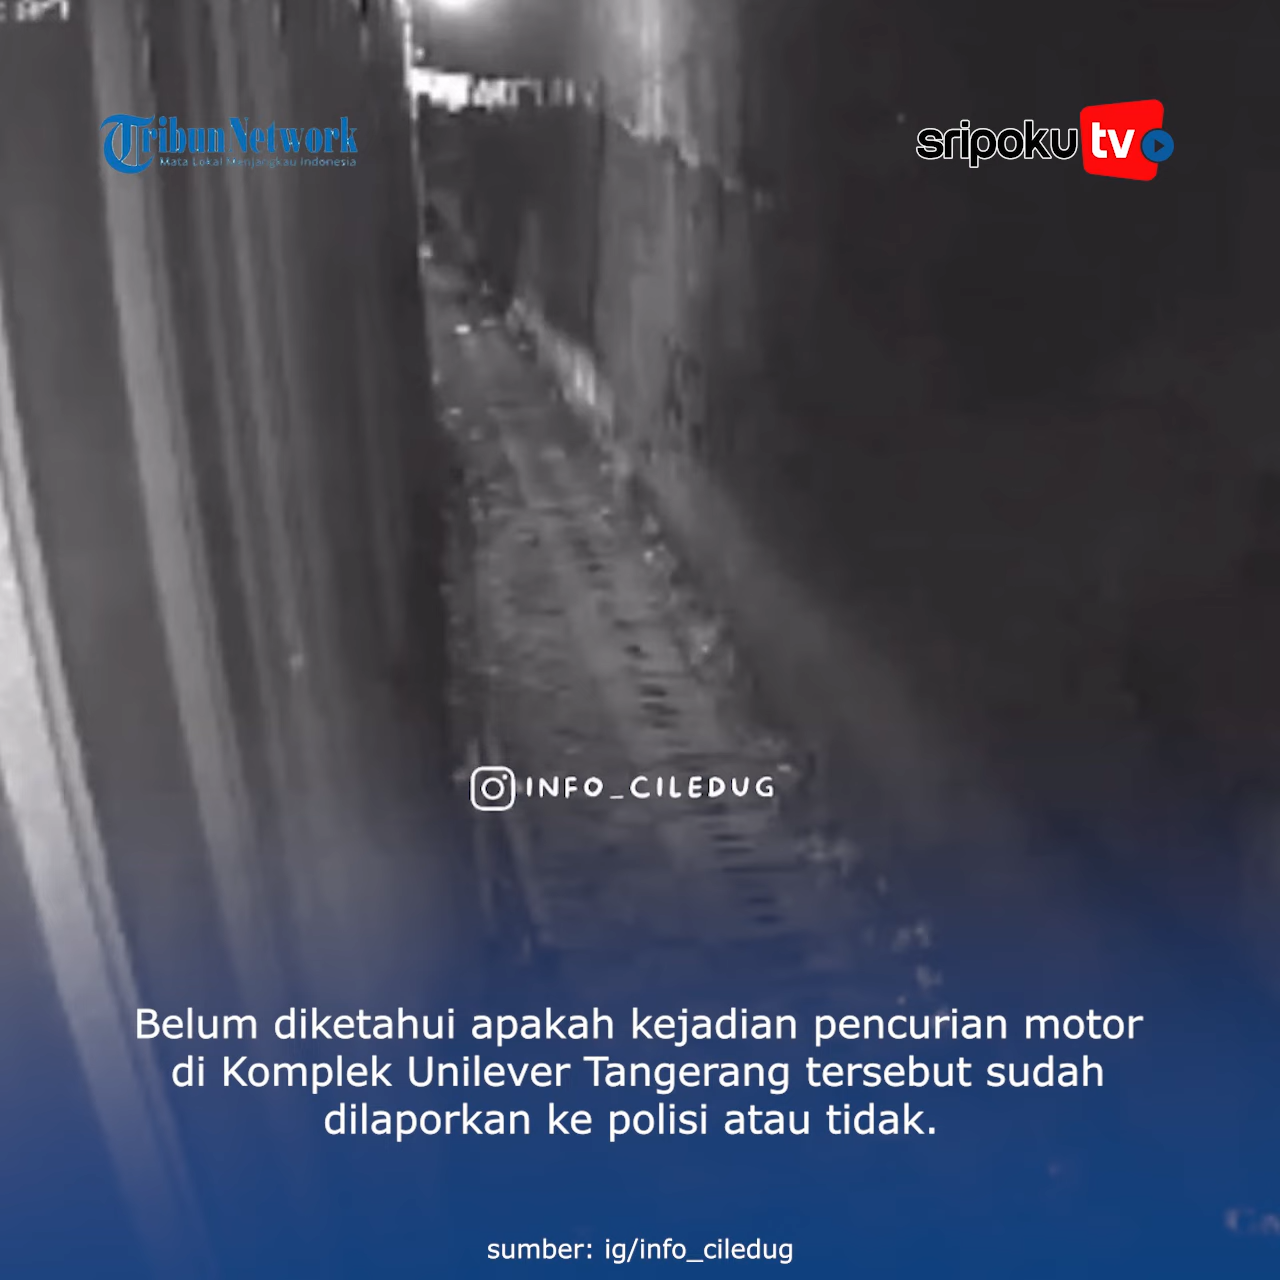 Tribun Network
Mata Lokal Menjangkau Indonesia
sripoku tv
INFO_CILEDUG
Belum diketahui apakah kejadian pencurian motor
di Komplek Unilever Tangerang tersebut sudah
dilaporkan ke polisi atau tidak.
sumber: ig/info_ciledug